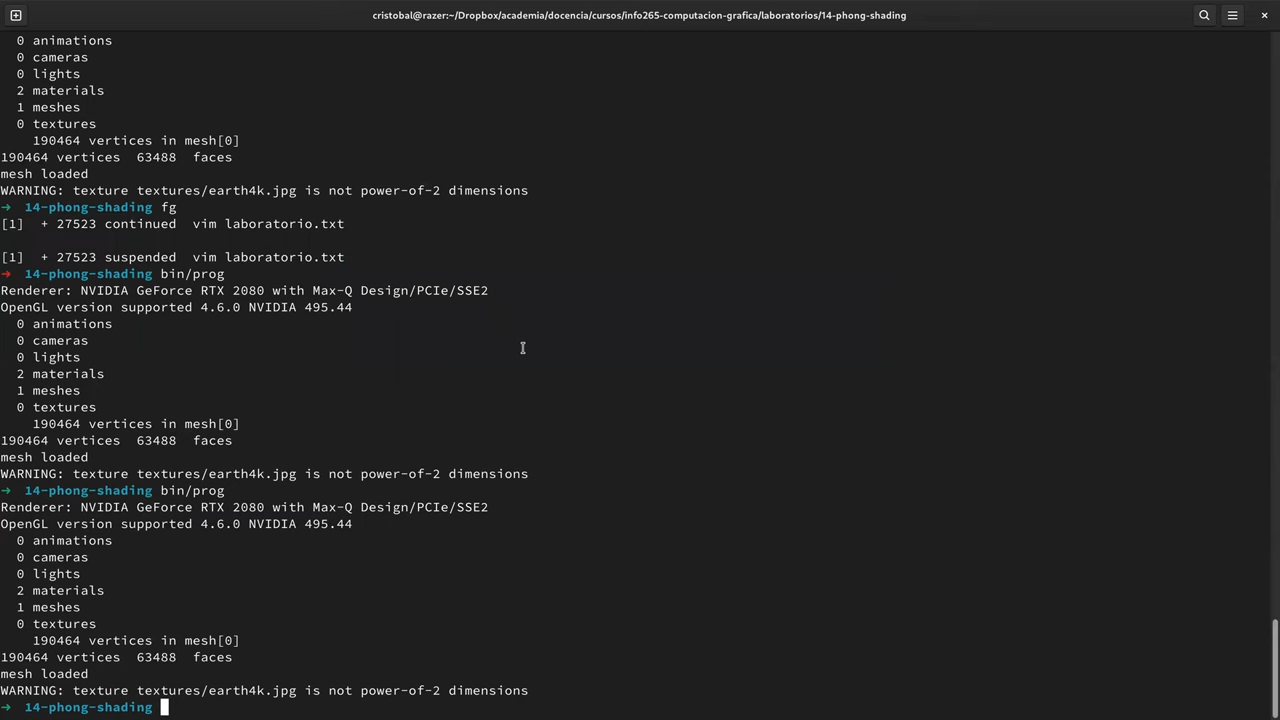 cristobal@razer:~/Dropbox/academia/docencia/cursos/info265-computacion-grafica/laboratorios/14-phong-shading
0 animations
0 cameras
0 lights
2 materials
1 meshes
0 textures
190464 vertices in mesh[0]
190464 vertices  63488  faces
mesh loaded
WARNING: texture textures/earth4k.jpg is not power-of-2 dimensions
→  14-phong-shading fg
[1]  + 27523 continued  vim laboratorio.txt
[1]  + 27523 suspended  vim laboratorio.txt
→  14-phong-shading bin/prog
Renderer: NVIDIA GeForce RTX 2080 with Max-Q Design/PCIe/SSE2
OpenGL version supported 4.6.0 NVIDIA 495.44
0 animations
0 cameras
0 lights
2 materials
1 meshes
0 textures
190464 vertices in mesh[0]
190464 vertices  63488  faces
mesh loaded
WARNING: texture textures/earth4k.jpg is not power-of-2 dimensions
→  14-phong-shading bin/prog
Renderer: NVIDIA GeForce RTX 2080 with Max-Q Design/PCIe/SSE2
OpenGL version supported 4.6.0 NVIDIA 495.44
0 animations
0 cameras
0 lights
2 materials
1 meshes
0 textures
190464 vertices in mesh[0]
190464 vertices  63488  faces
mesh loaded
WARNING: texture textures/earth4k.jpg is not power-of-2 dimensions
→  14-phong-shading